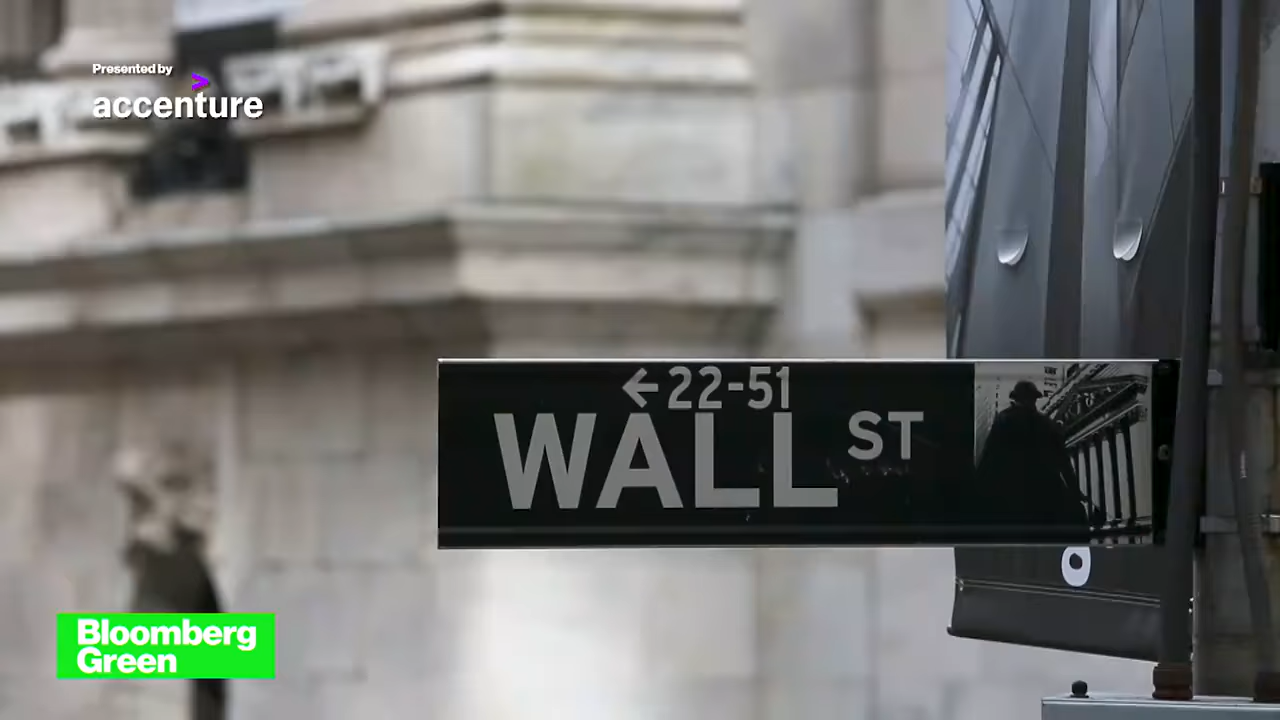 Presented by
accenture
←22-51
WALL ST
Bloomberg
Green